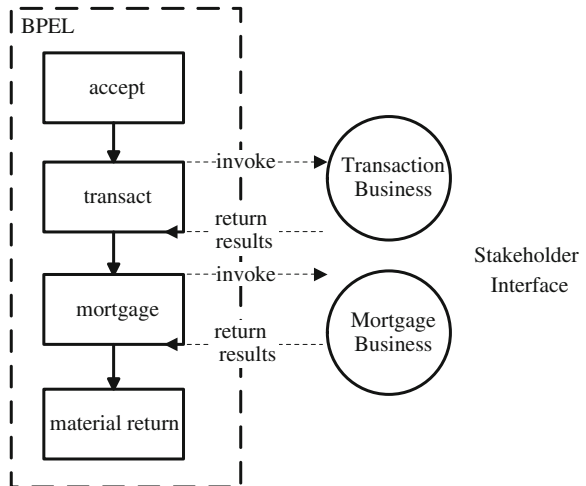 BPEL
accept
invoke
Transaction
Business
transact
return
results
invoke
Stakeholder
Interface
mortgage
return
results
Mortgage
Business
material return